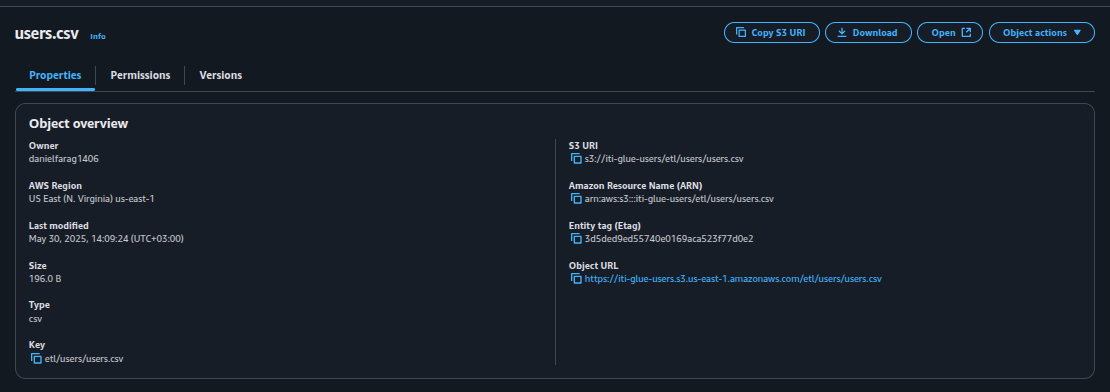 users.csv Info
Copy S3 URI
Download
Open
Object actions
Properties
Permissions
Versions
Object overview
Owner
danielfarag1406
AWS Region
US East (N. Virginia) us-east-1
Last modified
May 30, 2025, 14:09:24 (UTC+03:00)
Size
196.0 B
Type
csv
Key
etl/users/users.csv
S3 URI
s3://iti-glue-users/etl/users/users.csv
Amazon Resource Name (ARN)
arn:aws:s3:::iti-glue-users/etl/users/users.csv
Entity tag (Etag)
3d5ded9ed55740e0169aca523f77d0e2
Object URL
https://iti-glue-users.s3.us-east-1.amazonaws.com/etl/users/users.csv